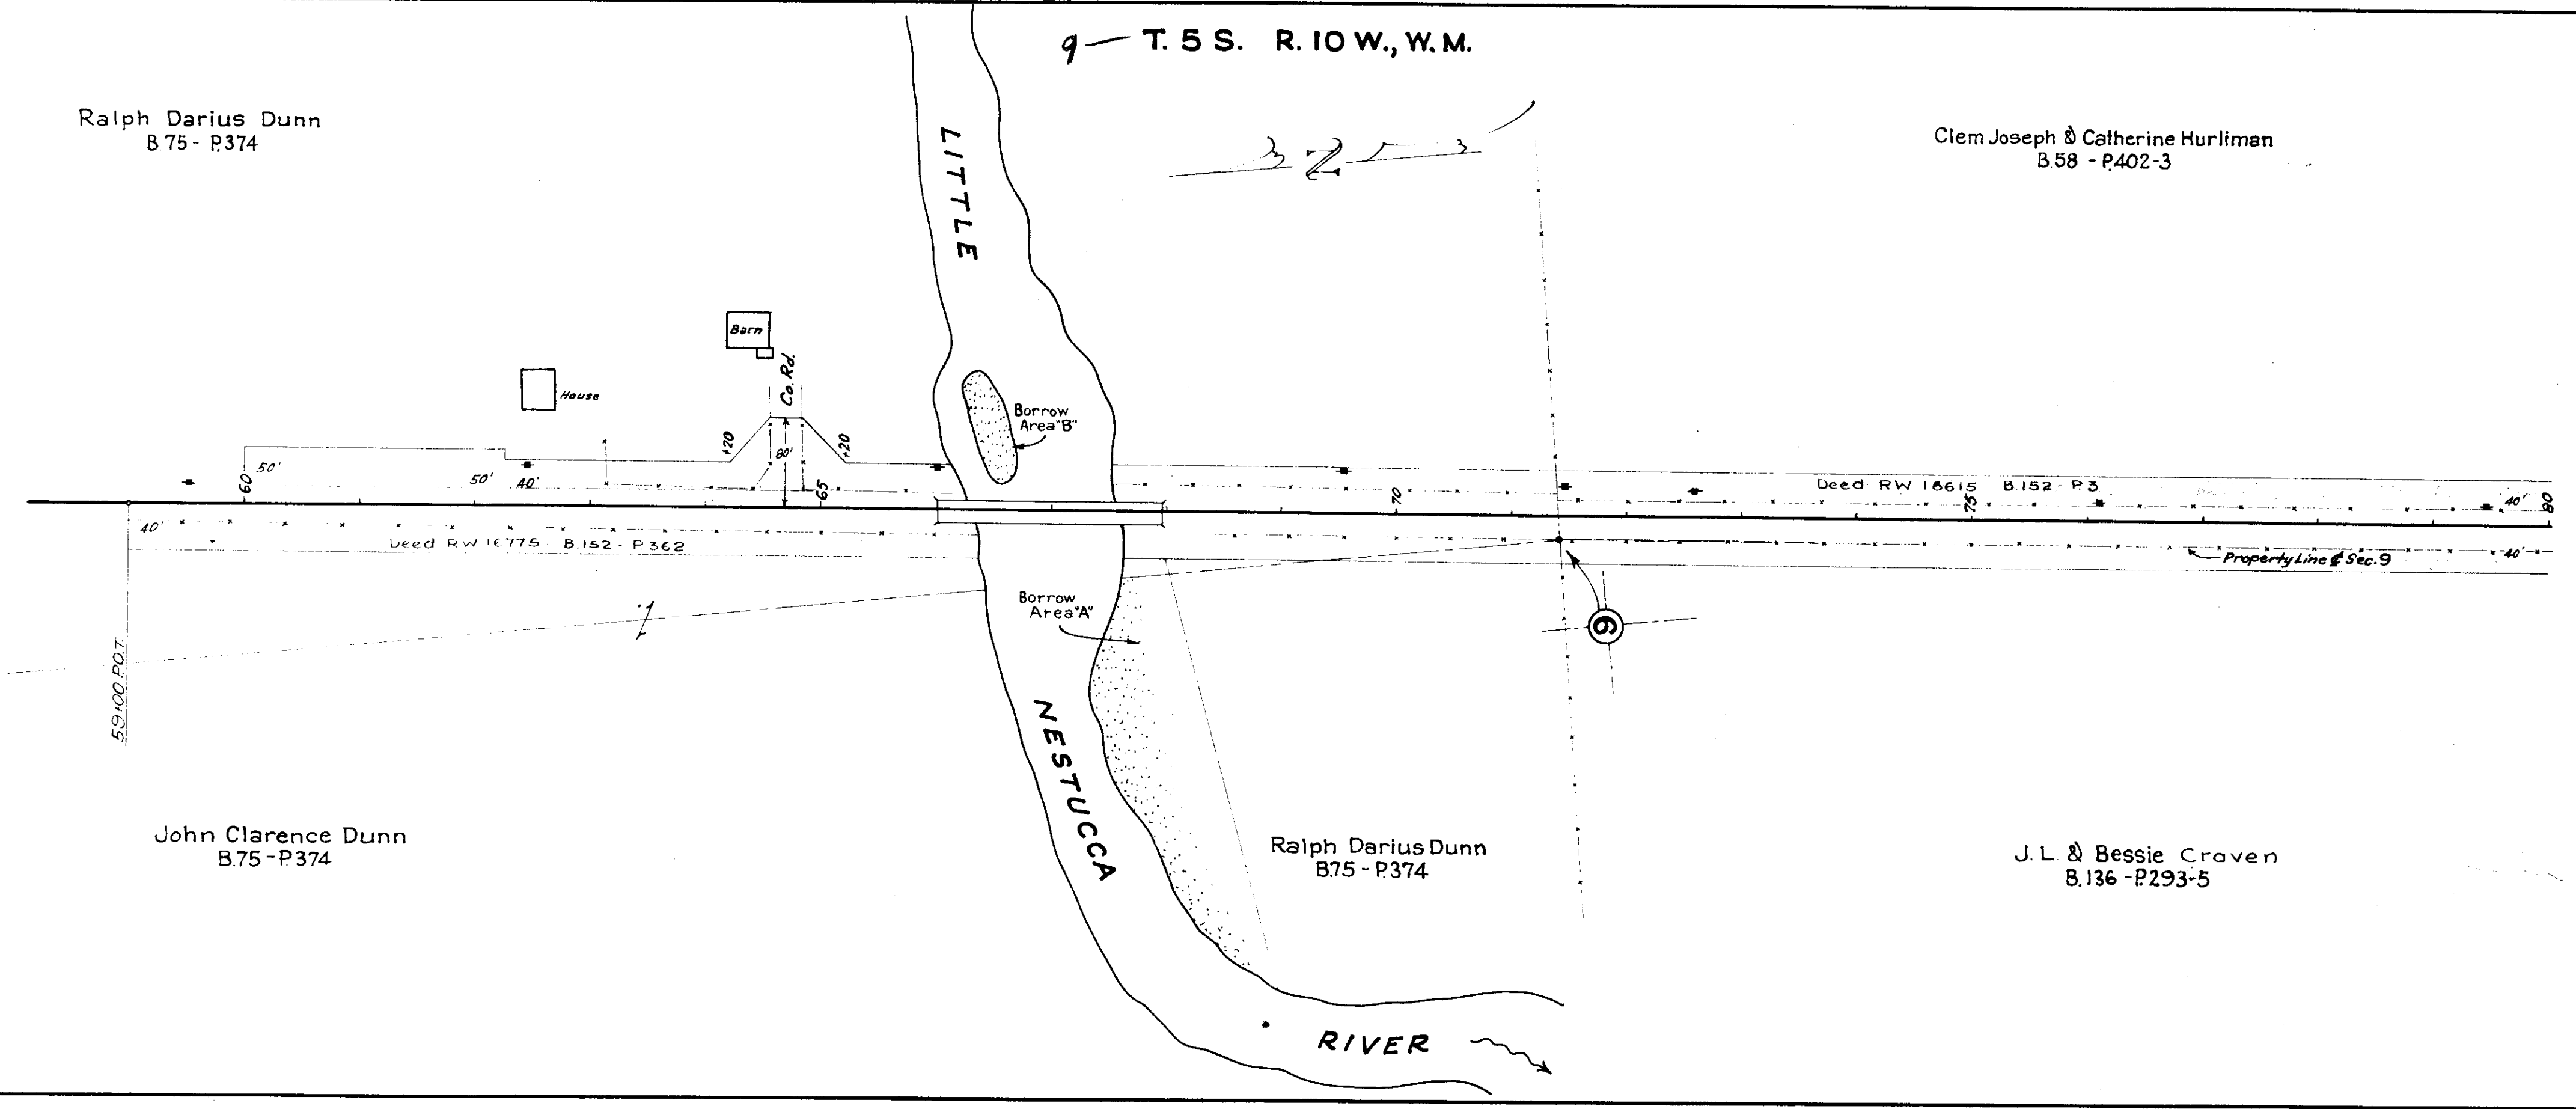 9 — T. 5 S. R. 10 W., W. M.
Ralph Darius Dunn
B. 75 - P. 374
Clem Joseph & Catherine Hurliman
B. 58 - P. 402-3
LITTLE
Barn
Co. Rd.
House
Borrow
Area "B"
+20
80'
+20
50'
60
50'
40'
65
70
Deed RW 16615 B. 152 - P. 3
75
40'
80
40'
Deed RW 16775 B. 152 - P. 362
Property Line ₵ Sec. 9
40'
Borrow
Area "A"
59+00 P.O.T.
NESTUCCA
John Clarence Dunn
B. 75 - P. 374
Ralph Darius Dunn
B. 75 - P. 374
J. L. & Bessie Craven
B. 136 - P. 293-5
RIVER